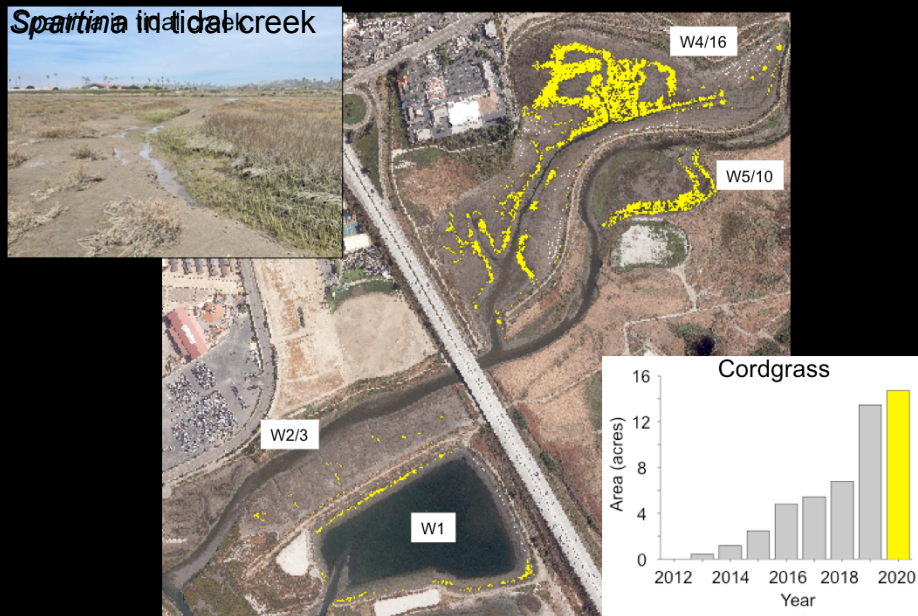 Spartina in tidal creek
W4/16
W5/10
W2/3
W1
Cordgrass
16
12
8
4
0
Area (acres)
2012 2014 2016 2018 2020
Year